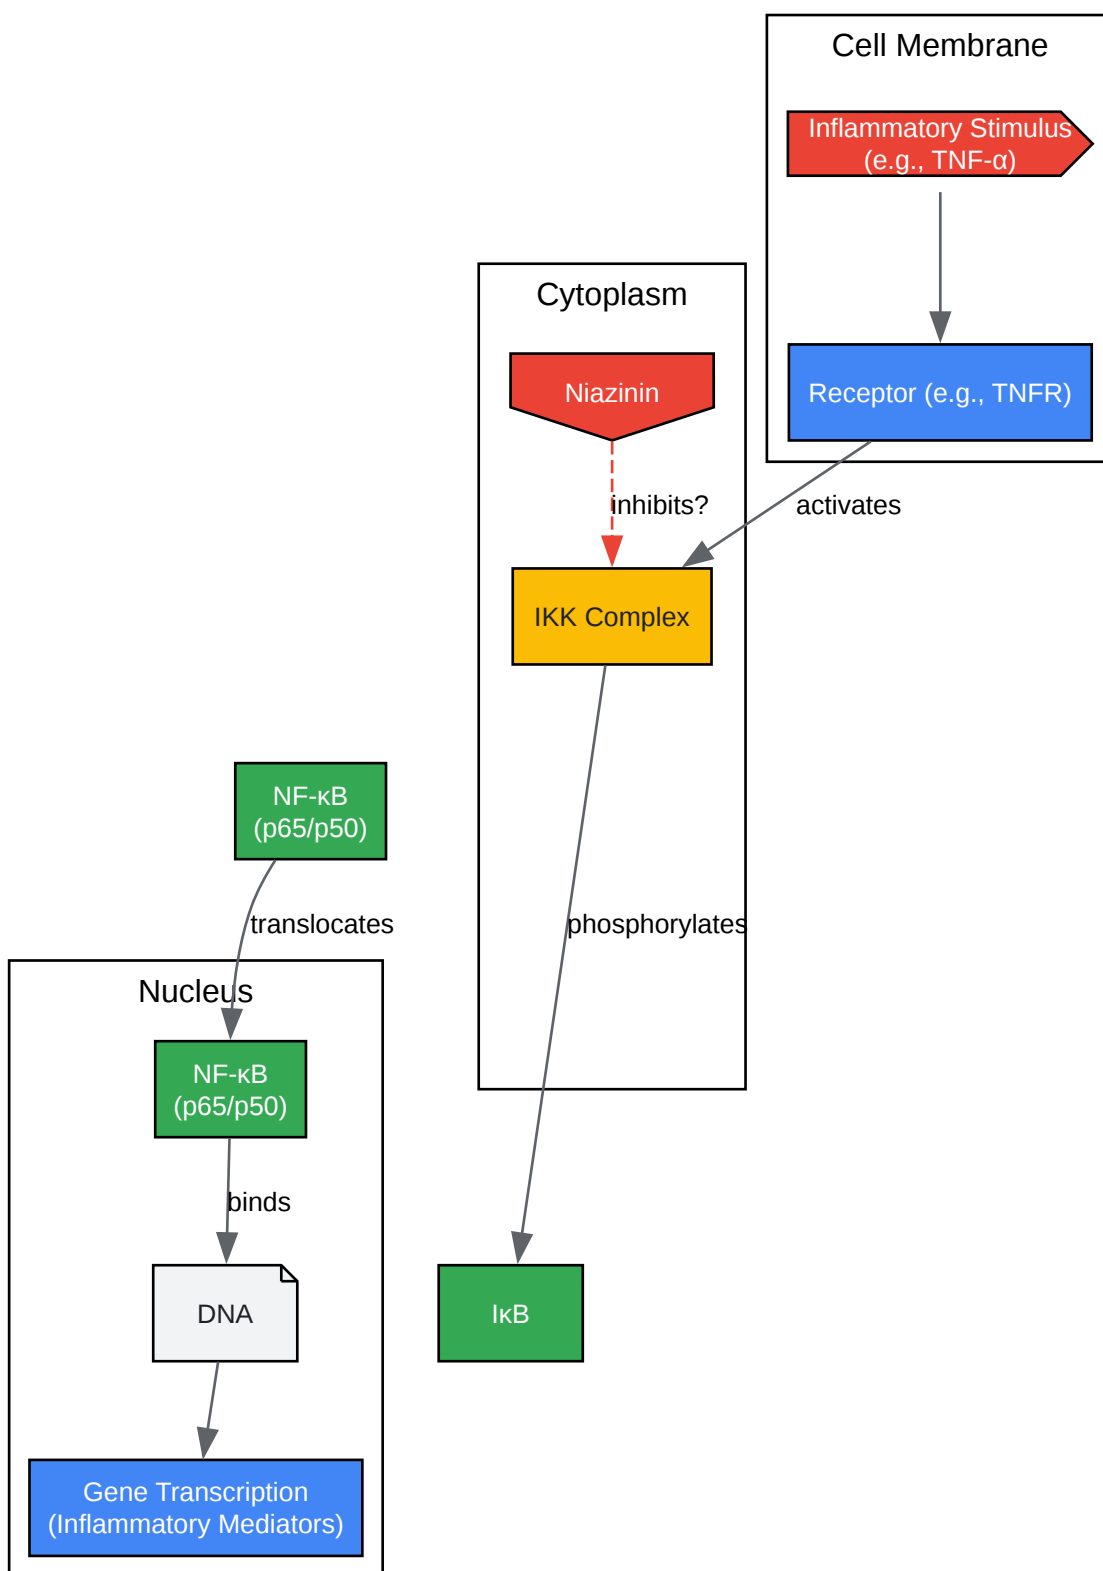 Cell Membrane
Inflammatory Stimulus
(e.g., TNF-α)
Cytoplasm
Niazinin
Receptor (e.g., TNFR)
inhibits?
activates
IKK Complex
NF-κB
(p65/p50)
translocates
phosphorylates
Nucleus
NF-κB
(p65/p50)
binds
DNA
IκB
Gene Transcription
(Inflammatory Mediators)